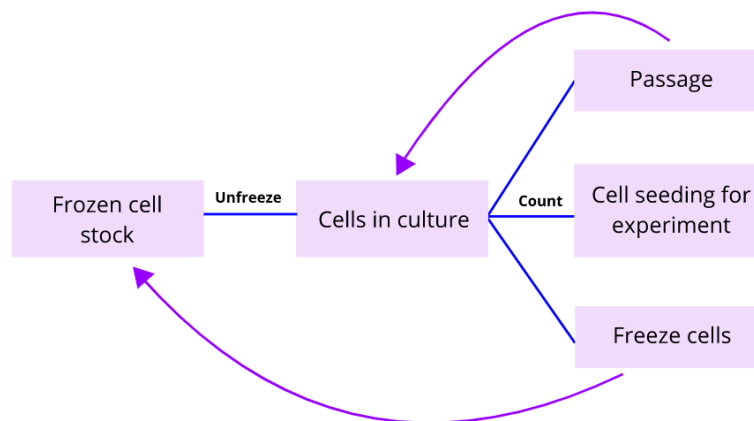 Passage
Frozen cell
stock
Unfreeze
Cells in culture
Count
Cell seeding for
experiment
Freeze cells